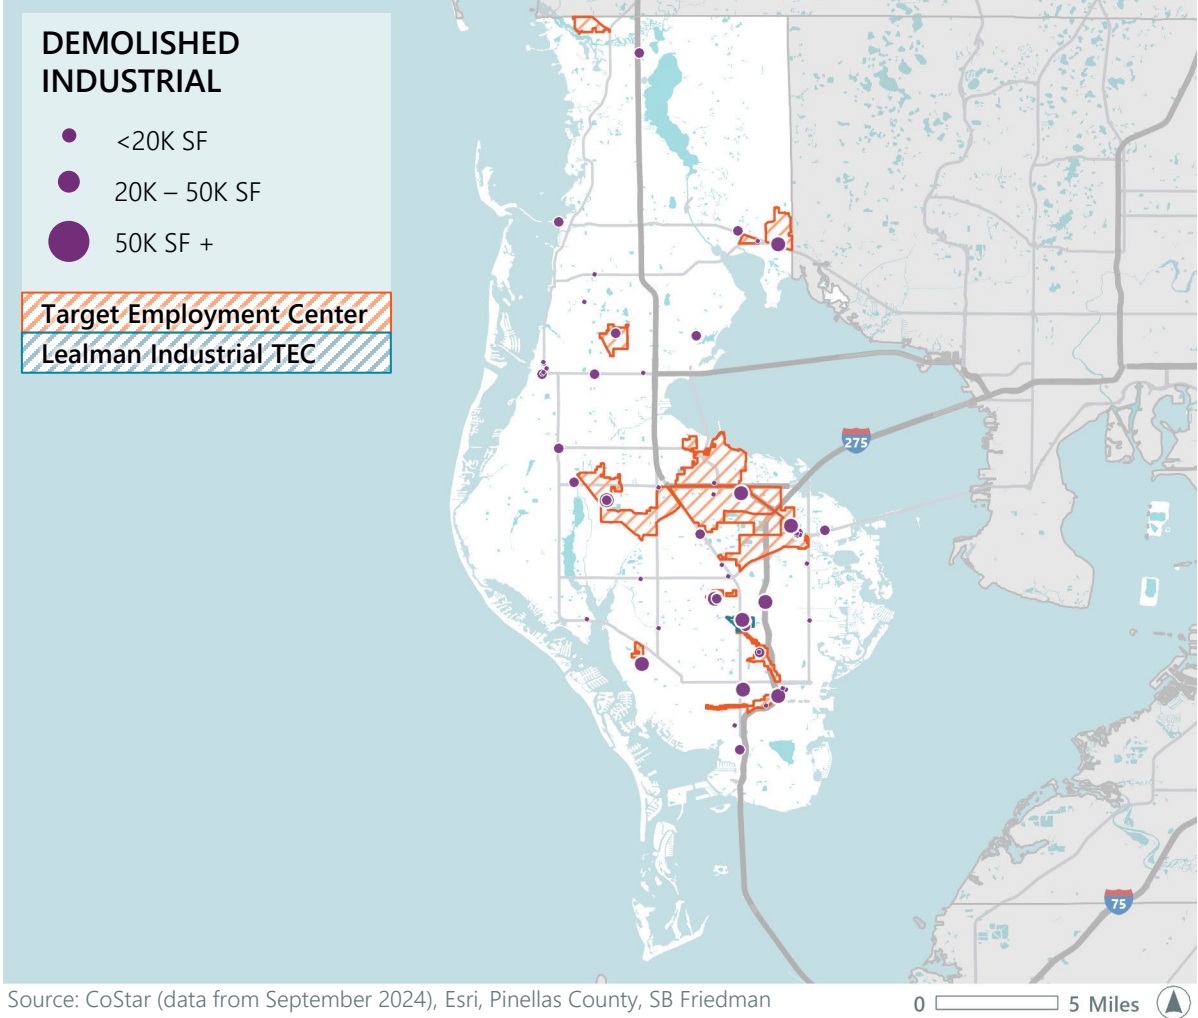 DEMOLISHED
INDUSTRIAL
<20K SF
20K – 50K SF
50K SF +
Target Employment Center
Lealman Industrial TEC
275
75
Source: CoStar (data from September 2024), Esri, Pinellas County, SB Friedman
0 5 Miles